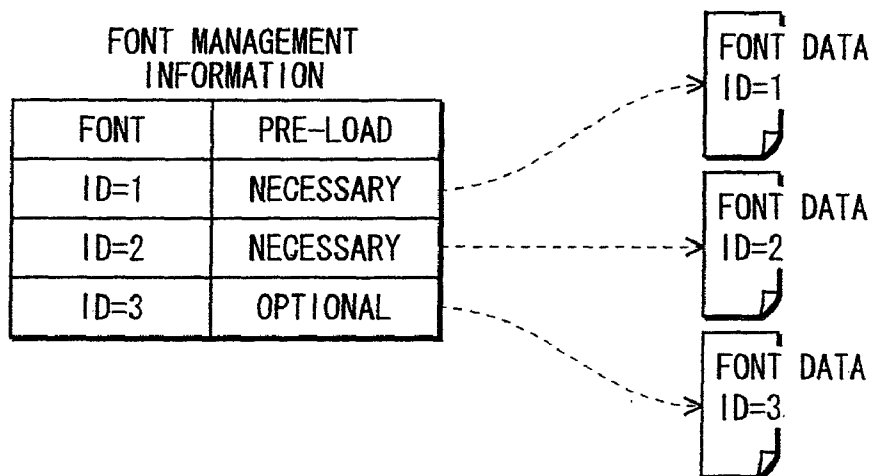 FONT MANAGEMENT
INFORMATION
FONT PRE-LOAD
ID=1 NECESSARY
ID=2 NECESSARY
ID=3 OPTIONAL
FONT DATA
ID=1
FONT DATA
ID=2
FONT DATA
ID=3